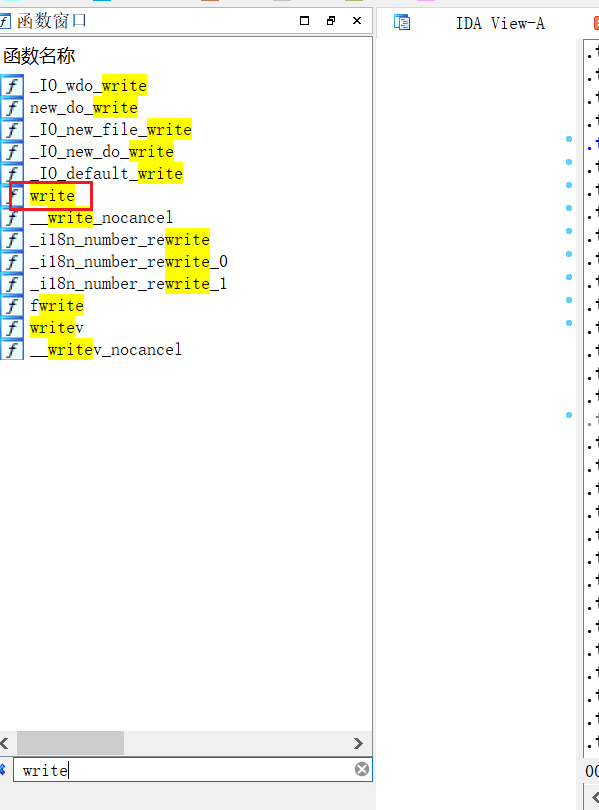 函数窗口
IDA View-A
函数名称
_IO_wdo_write
new_do_write
_IO_new_file_write
_IO_new_do_write
_IO_default_write
write
__write_nocancel
_i18n_number_rewrite
_i18n_number_rewrite_0
_i18n_number_rewrite_1
fwrite
writev
__writev_nocancel
write